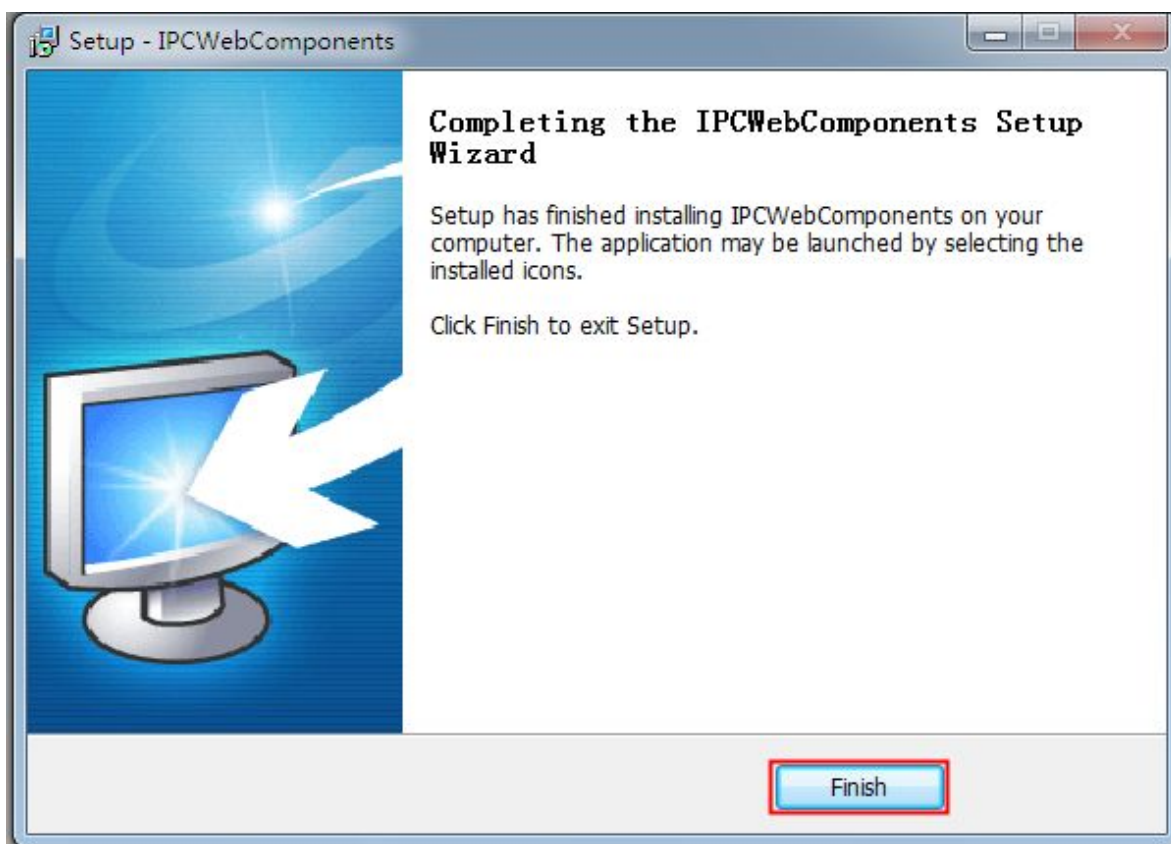 Setup - IPCWebComponents
Completing the IPCWebComponents Setup
Wizard
Setup has finished installing IPCWebComponents on your
computer. The application may be launched by selecting the
installed icons.
Click Finish to exit Setup.
Finish